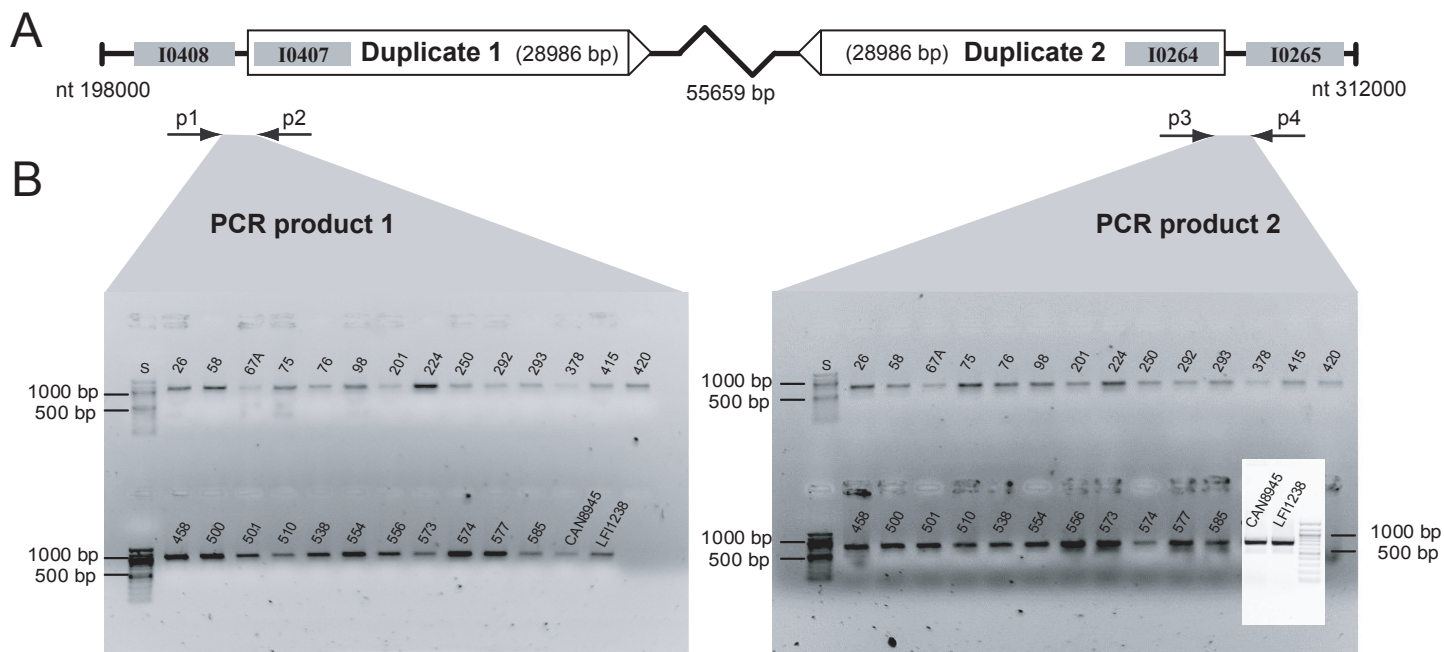 A
I0408 I0407 Duplicate 1 (28986 bp) (28986 bp) Duplicate 2 I0264 I0265
nt 198000 55659 bp nt 312000
p1 p2 p3 p4
B
PCR product 1
S 26 58 67A 75 76 98 201 224 250 292 293 378 415 420
1000 bp
500 bp
458 500 501 510 538 554 556 573 574 577 585 CAN8945 LFI1238
1000 bp
500 bp
PCR product 2
S 26 58 67A 75 76 98 201 224 250 292 293 378 415 420
1000 bp
500 bp
458 500 501 510 538 554 556 573 574 577 585 CAN8945 LFI1238
1000 bp 1000 bp
500 bp 500 bp